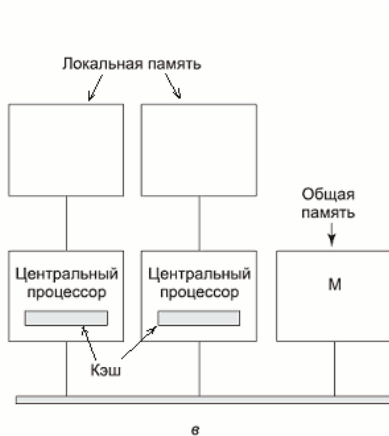 Локальная память
Общая
память
Центральный
процессор
Центральный
процессор
М
Кэш
в